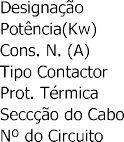 Designação
Potência(Kw)
Cons. N. (A)
Tipo Contactor
Prot. Térmica
Seccção do Cabo
Nº do Circuito